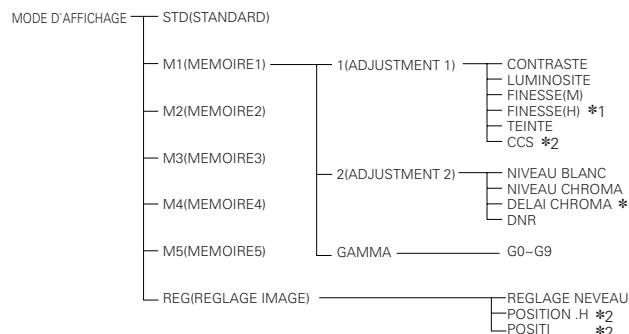 MODE D`AFFICHAGE
STD(STANDARD)
M1(MEMOIRE1)
1(ADJUSTMENT 1)
CONTRASTE
LUMINOSITE
FINESSE(M)
FINESSE(H) *1
TEINTE
CCS *2
M2(MEMOIRE2)
M3(MEMOIRE3)
2(ADJUSTMENT 2)
NIVEAU BLANC
NIVEAU CHROMA
DELAI CHROMA *
DNR
M4(MEMOIRE4)
M5(MEMOIRE5)
GAMMA
G0~G9
REG(REGLAGE IMAGE)
REGLAGE NEVEAU
POSITION .H *2
POSITI *2